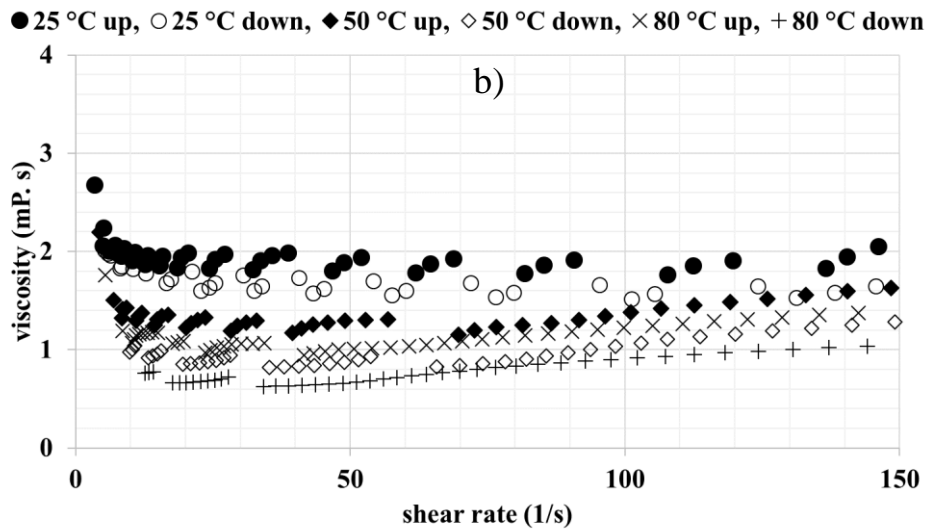 ● 25 °C up, ○ 25 °C down, ◆ 50 °C up, ◇ 50 °C down, × 80 °C up, + 80 °C down
b)
4
3
2
1
0
viscosity (mP. s)
0 50 100 150
shear rate (1/s)